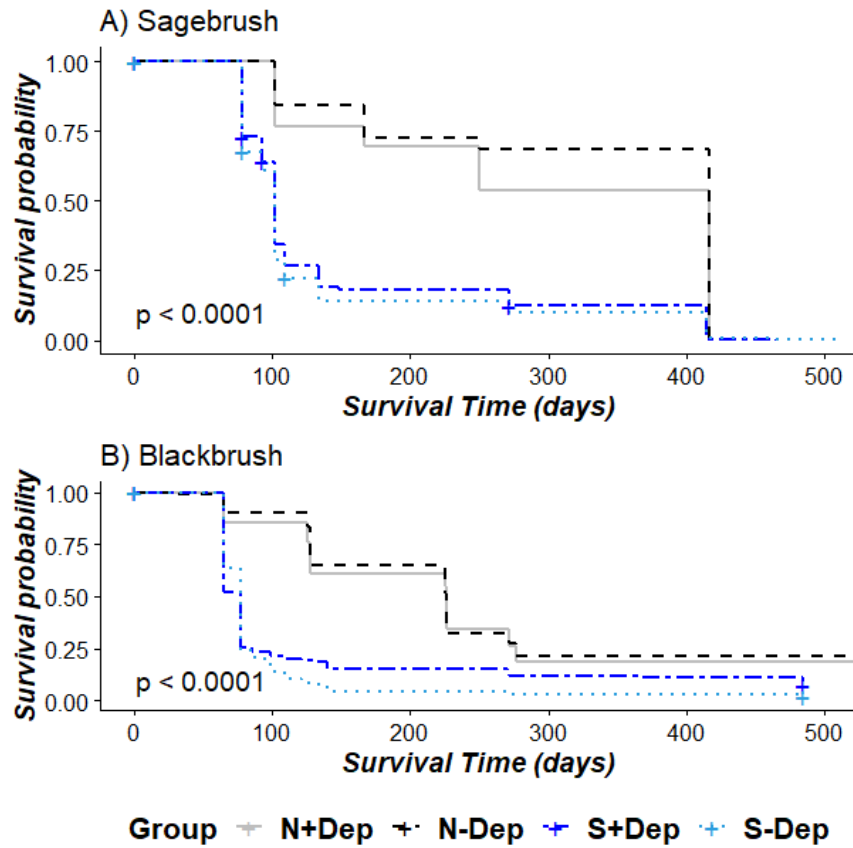 A) Sagebrush
Survival probability
1.00
0.75
0.50
0.25
0.00
p < 0.0001
0 100 200 300 400 500
Survival Time (days)
B) Blackbrush
Survival probability
1.00
0.75
0.50
0.25
0.00
p < 0.0001
0 100 200 300 400 500
Survival Time (days)
Group N+Dep N-Dep S+Dep S-Dep